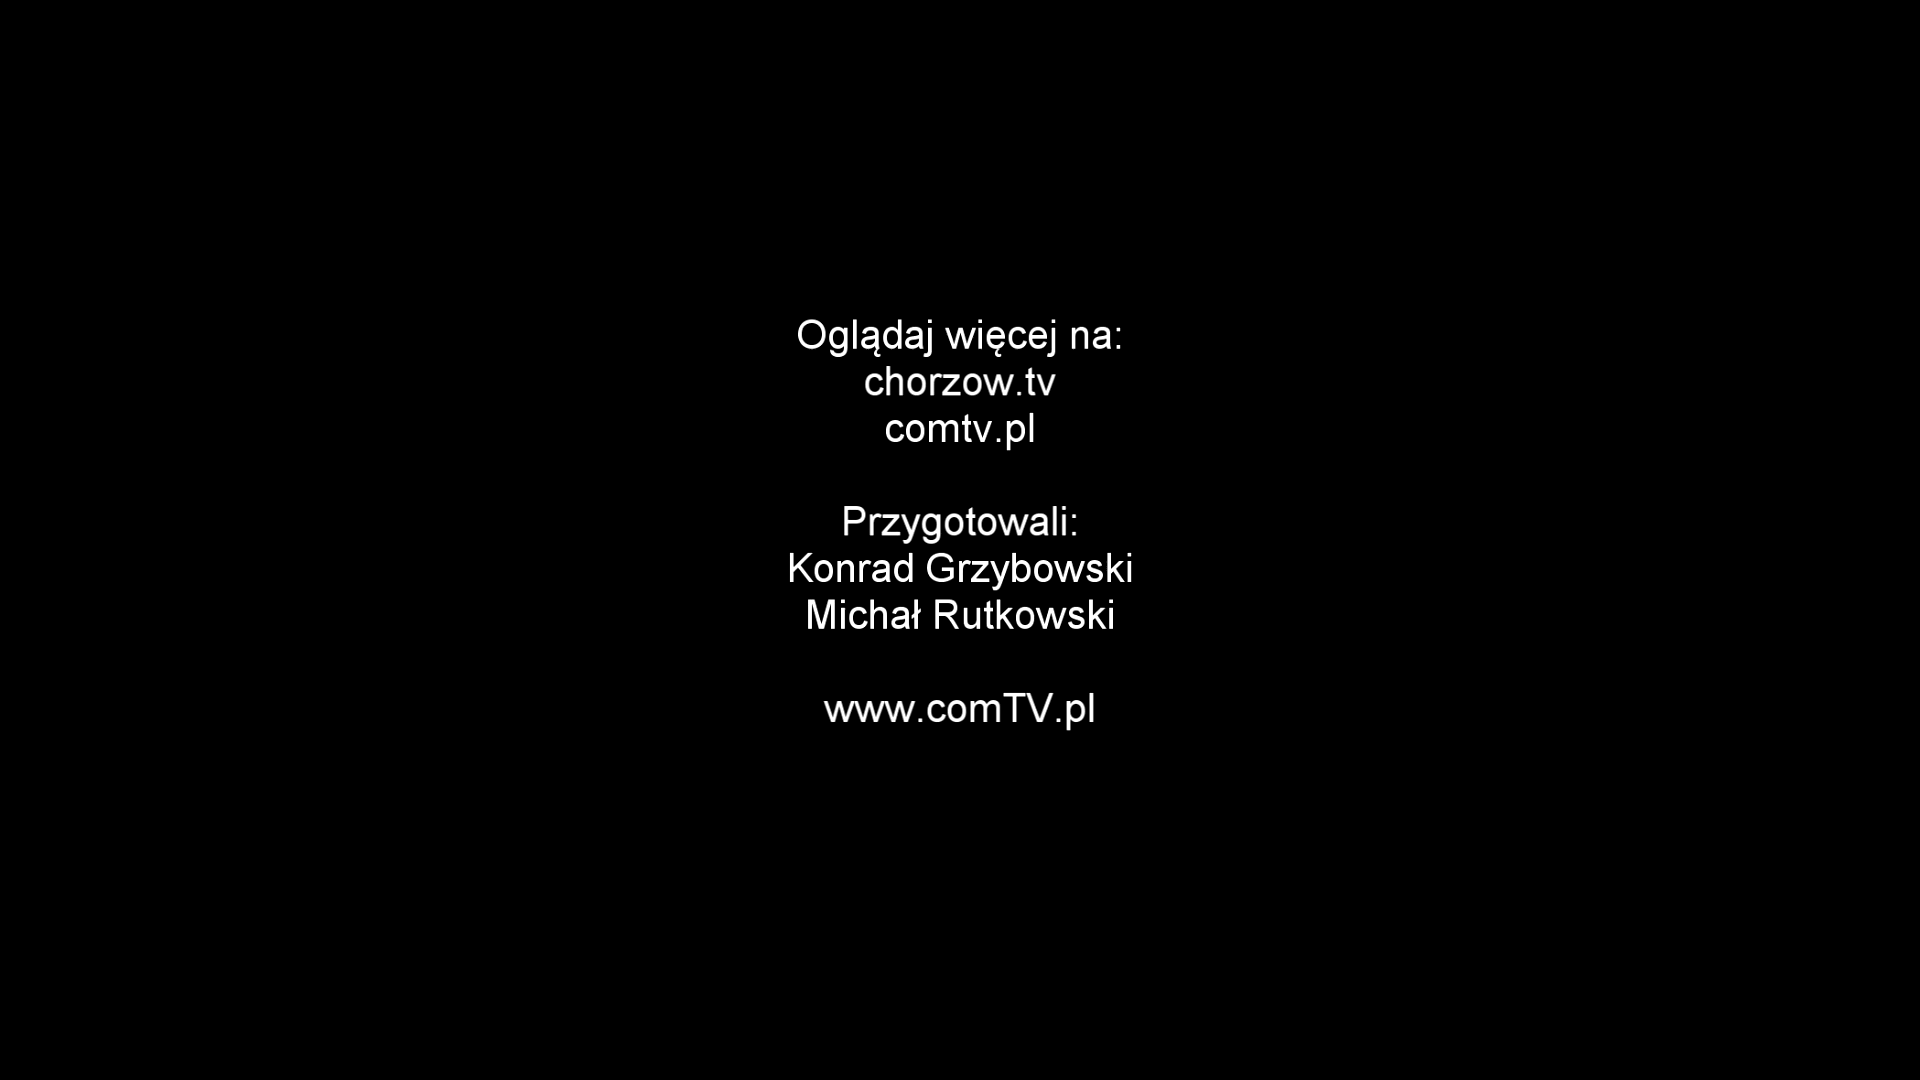 Oglądaj więcej na:
chorzow.tv
comtv.pl
Przygotowali:
Konrad Grzybowski
Michał Rutkowski
www.comTV.pl